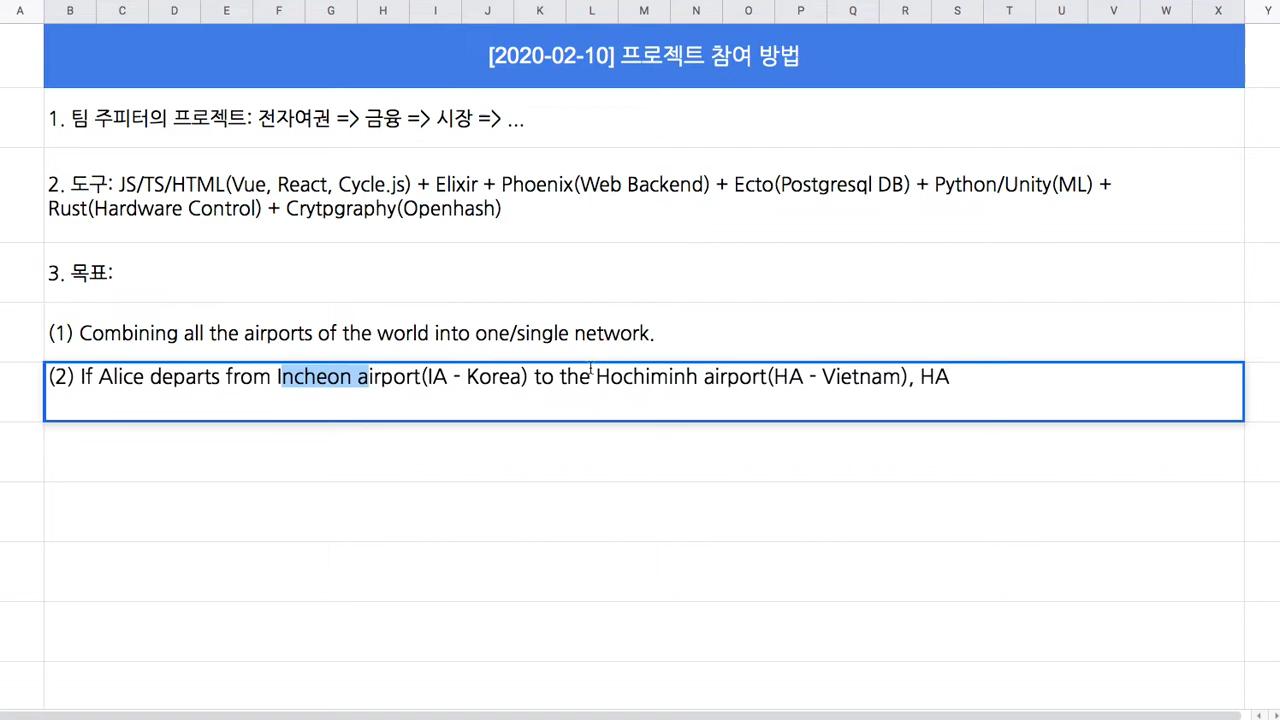 A B C D E F G H I J K L M N O P Q R S T U V W X Y
[2020-02-10] 프로젝트 참여 방법
1. 팀 주피터의 프로젝트: 전자여권 => 금융 => 시장 => ...
2. 도구: JS/TS/HTML(Vue, React, Cycle.js) + Elixir + Phoenix(Web Backend) + Ecto(Postgresql DB) + Python/Unity(ML) +
Rust(Hardware Control) + Crytpgraphy(Openhash)
3. 목표:
(1) Combining all the airports of the world into one/single network.
(2) If Alice departs from Incheon airport(IA - Korea) to the Hochiminh airport(HA - Vietnam), HA